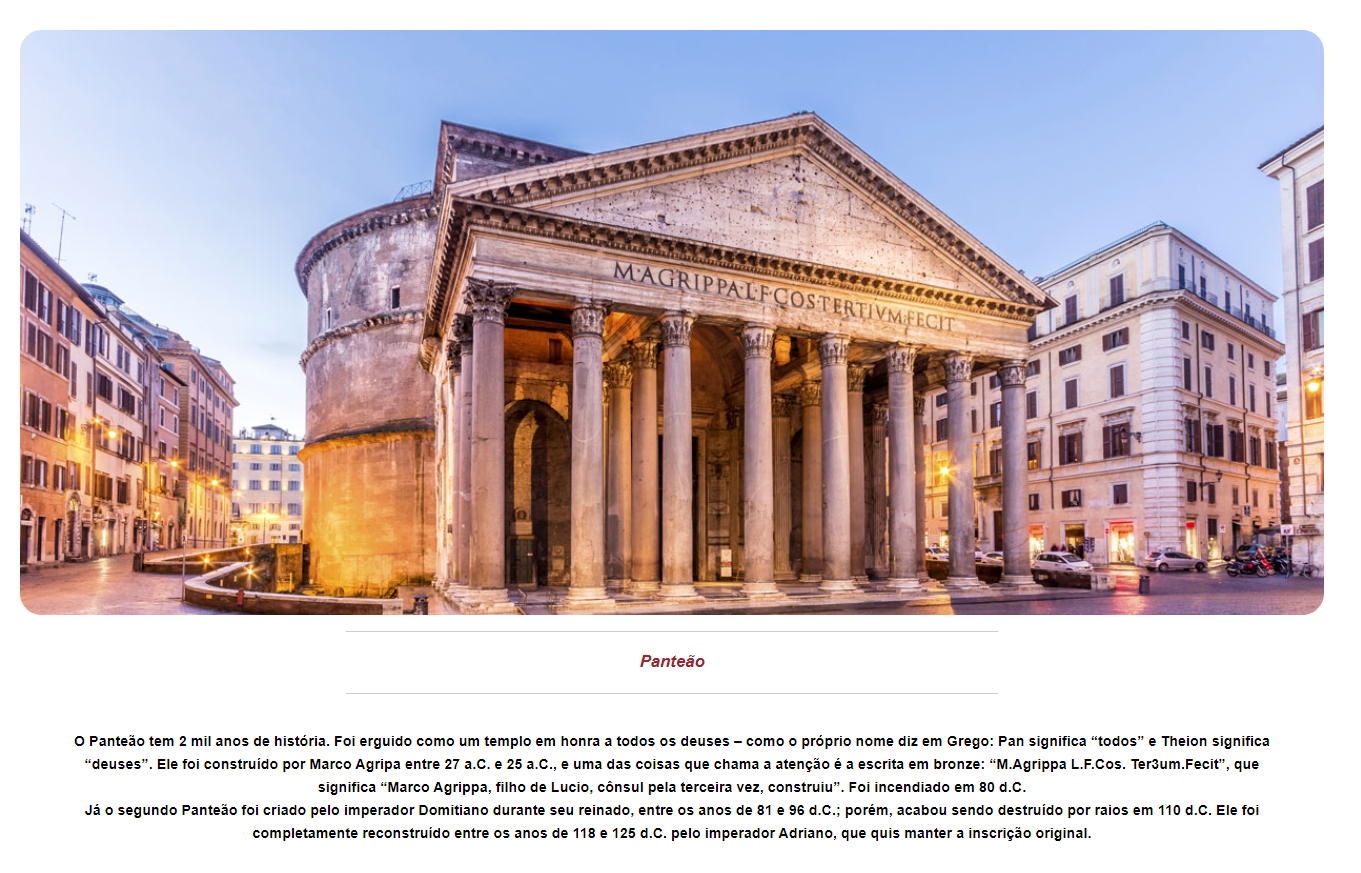 M·AGRIPPA·L·F·COS·TERTIVM·FECIT
Panteão
O Panteão tem 2 mil anos de história. Foi erguido como um templo em honra a todos os deuses – como o próprio nome diz em Grego: Pan significa “todos” e Theion significa
“deuses”. Ele foi construído por Marco Agripa entre 27 a.C. e 25 a.C., e uma das coisas que chama a atenção é a escrita em bronze: “M.Agrippa L.F.Cos. Ter3um.Fecit”, que
significa “Marco Agrippa, filho de Lucio, cônsul pela terceira vez, construiu”. Foi incendiado em 80 d.C.
Já o segundo Panteão foi criado pelo imperador Domitiano durante seu reinado, entre os anos de 81 e 96 d.C.; porém, acabou sendo destruído por raios em 110 d.C. Ele foi
completamente reconstruído entre os anos de 118 e 125 d.C. pelo imperador Adriano, que quis manter a inscrição original.